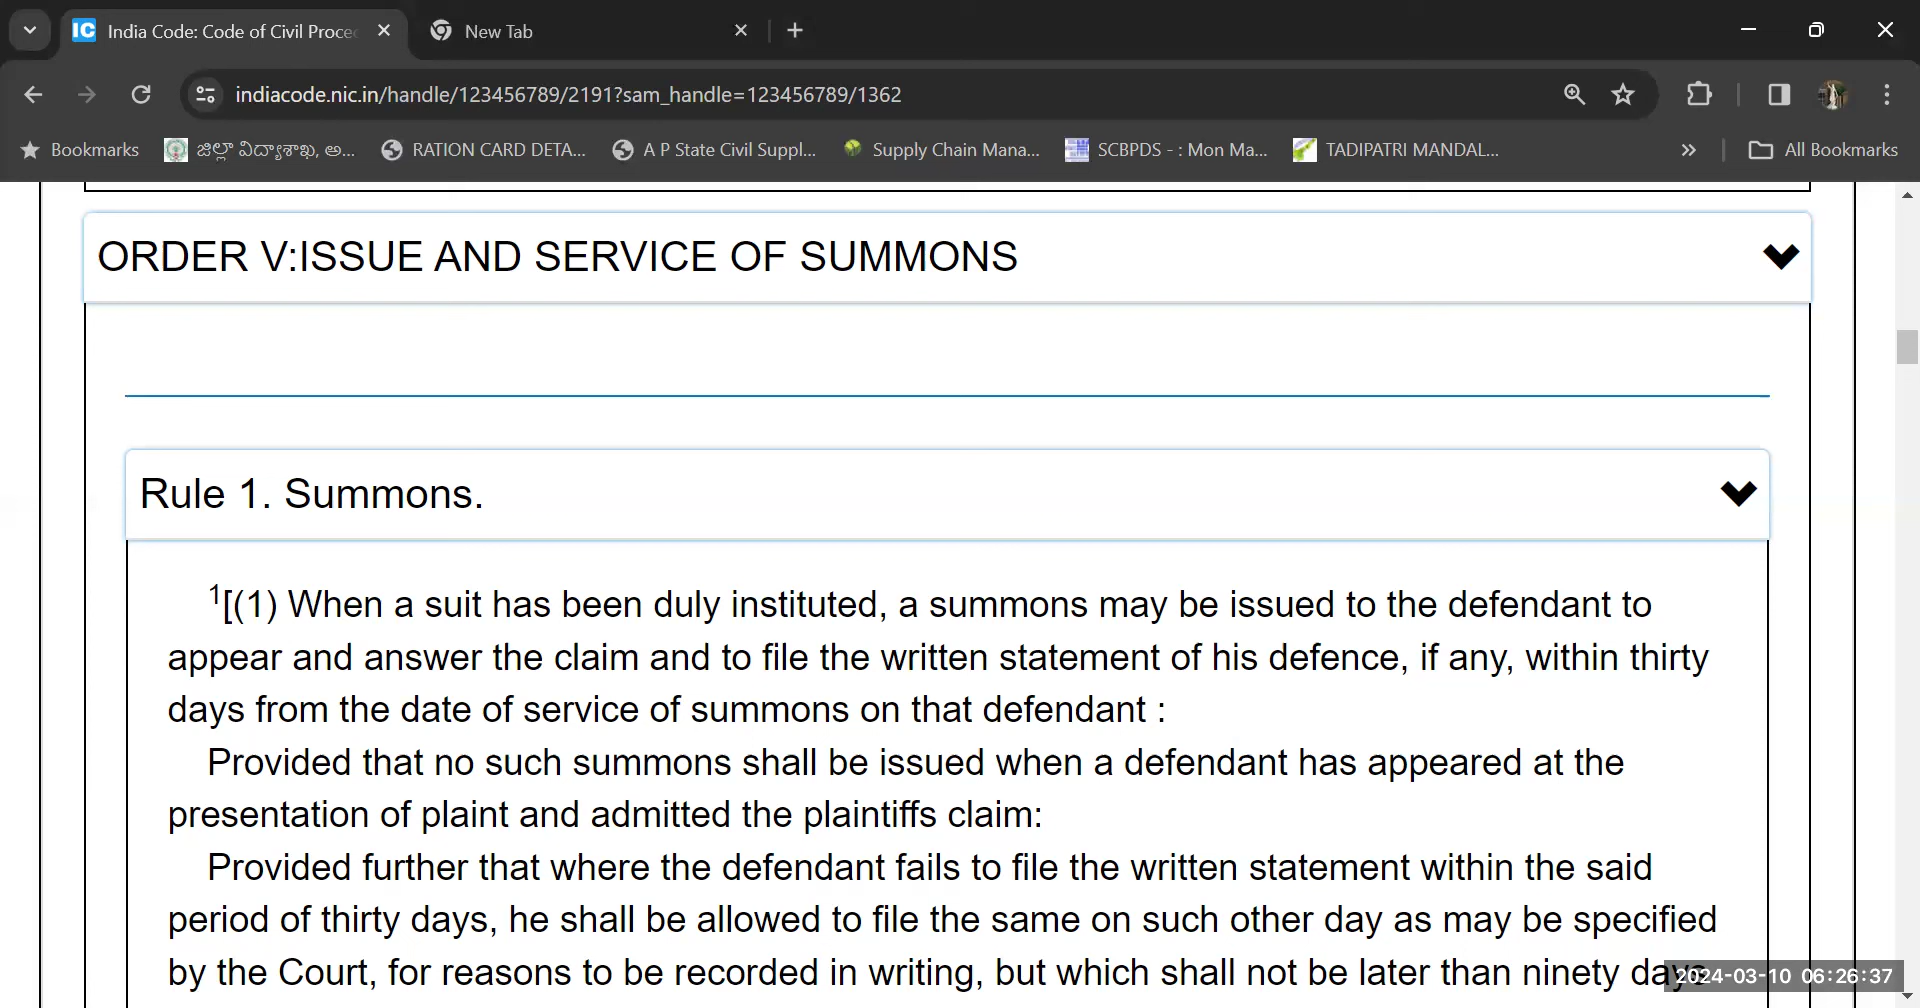 India Code: Code of Civil Proce
New Tab
indiacode.nic.in/handle/123456789/2191?sam_handle=123456789/1362
Bookmarks
జిల్లా విద్యాశాఖ, అ...
RATION CARD DETA...
A P State Civil Suppl...
Supply Chain Mana...
SCBPDS - : Mon Ma...
TADIPATRI MANDAL...
»
All Bookmarks
ORDER V:ISSUE AND SERVICE OF SUMMONS
Rule 1. Summons.
1[(1) When a suit has been duly instituted, a summons may be issued to the defendant to
appear and answer the claim and to file the written statement of his defence, if any, within thirty
days from the date of service of summons on that defendant :
Provided that no such summons shall be issued when a defendant has appeared at the
presentation of plaint and admitted the plaintiffs claim:
Provided further that where the defendant fails to file the written statement within the said
period of thirty days, he shall be allowed to file the same on such other day as may be specified
by the Court, for reasons to be recorded in writing, but which shall not be later than ninety days
2024-03-10 06:26:37